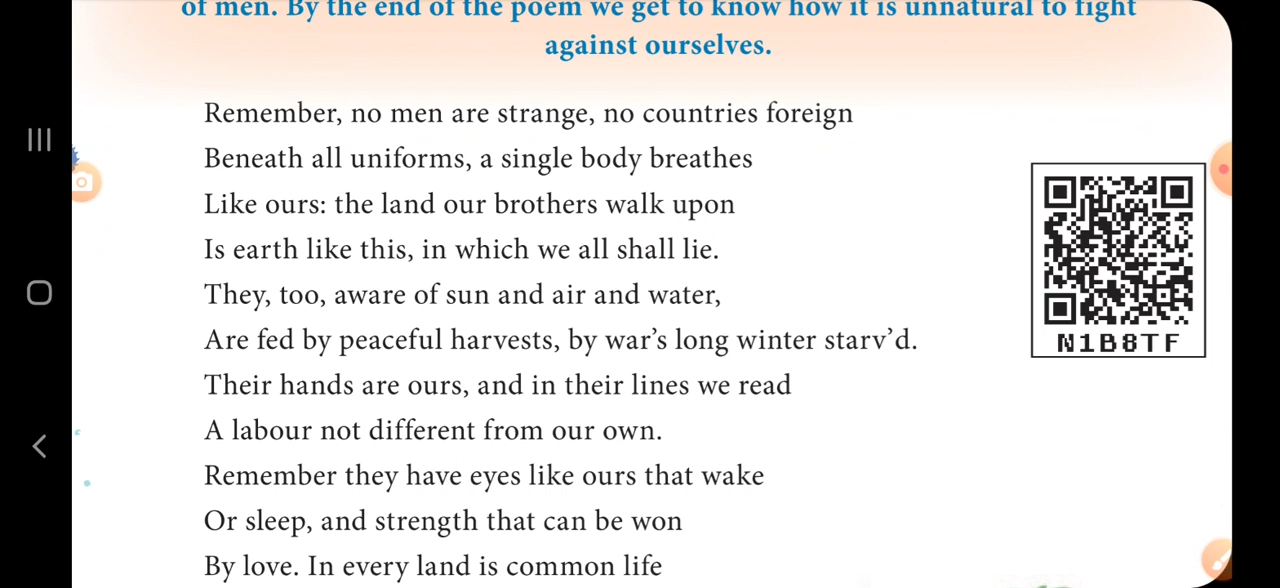 of men. By the end of the poem we get to know how it is unnatural to fight
against ourselves.
Remember, no men are strange, no countries foreign
Beneath all uniforms, a single body breathes
Like ours: the land our brothers walk upon
Is earth like this, in which we all shall lie.
They, too, aware of sun and air and water,
Are fed by peaceful harvests, by war’s long winter starv’d.
Their hands are ours, and in their lines we read
A labour not different from our own.
Remember they have eyes like ours that wake
Or sleep, and strength that can be won
By love. In every land is common life
N1B8TF